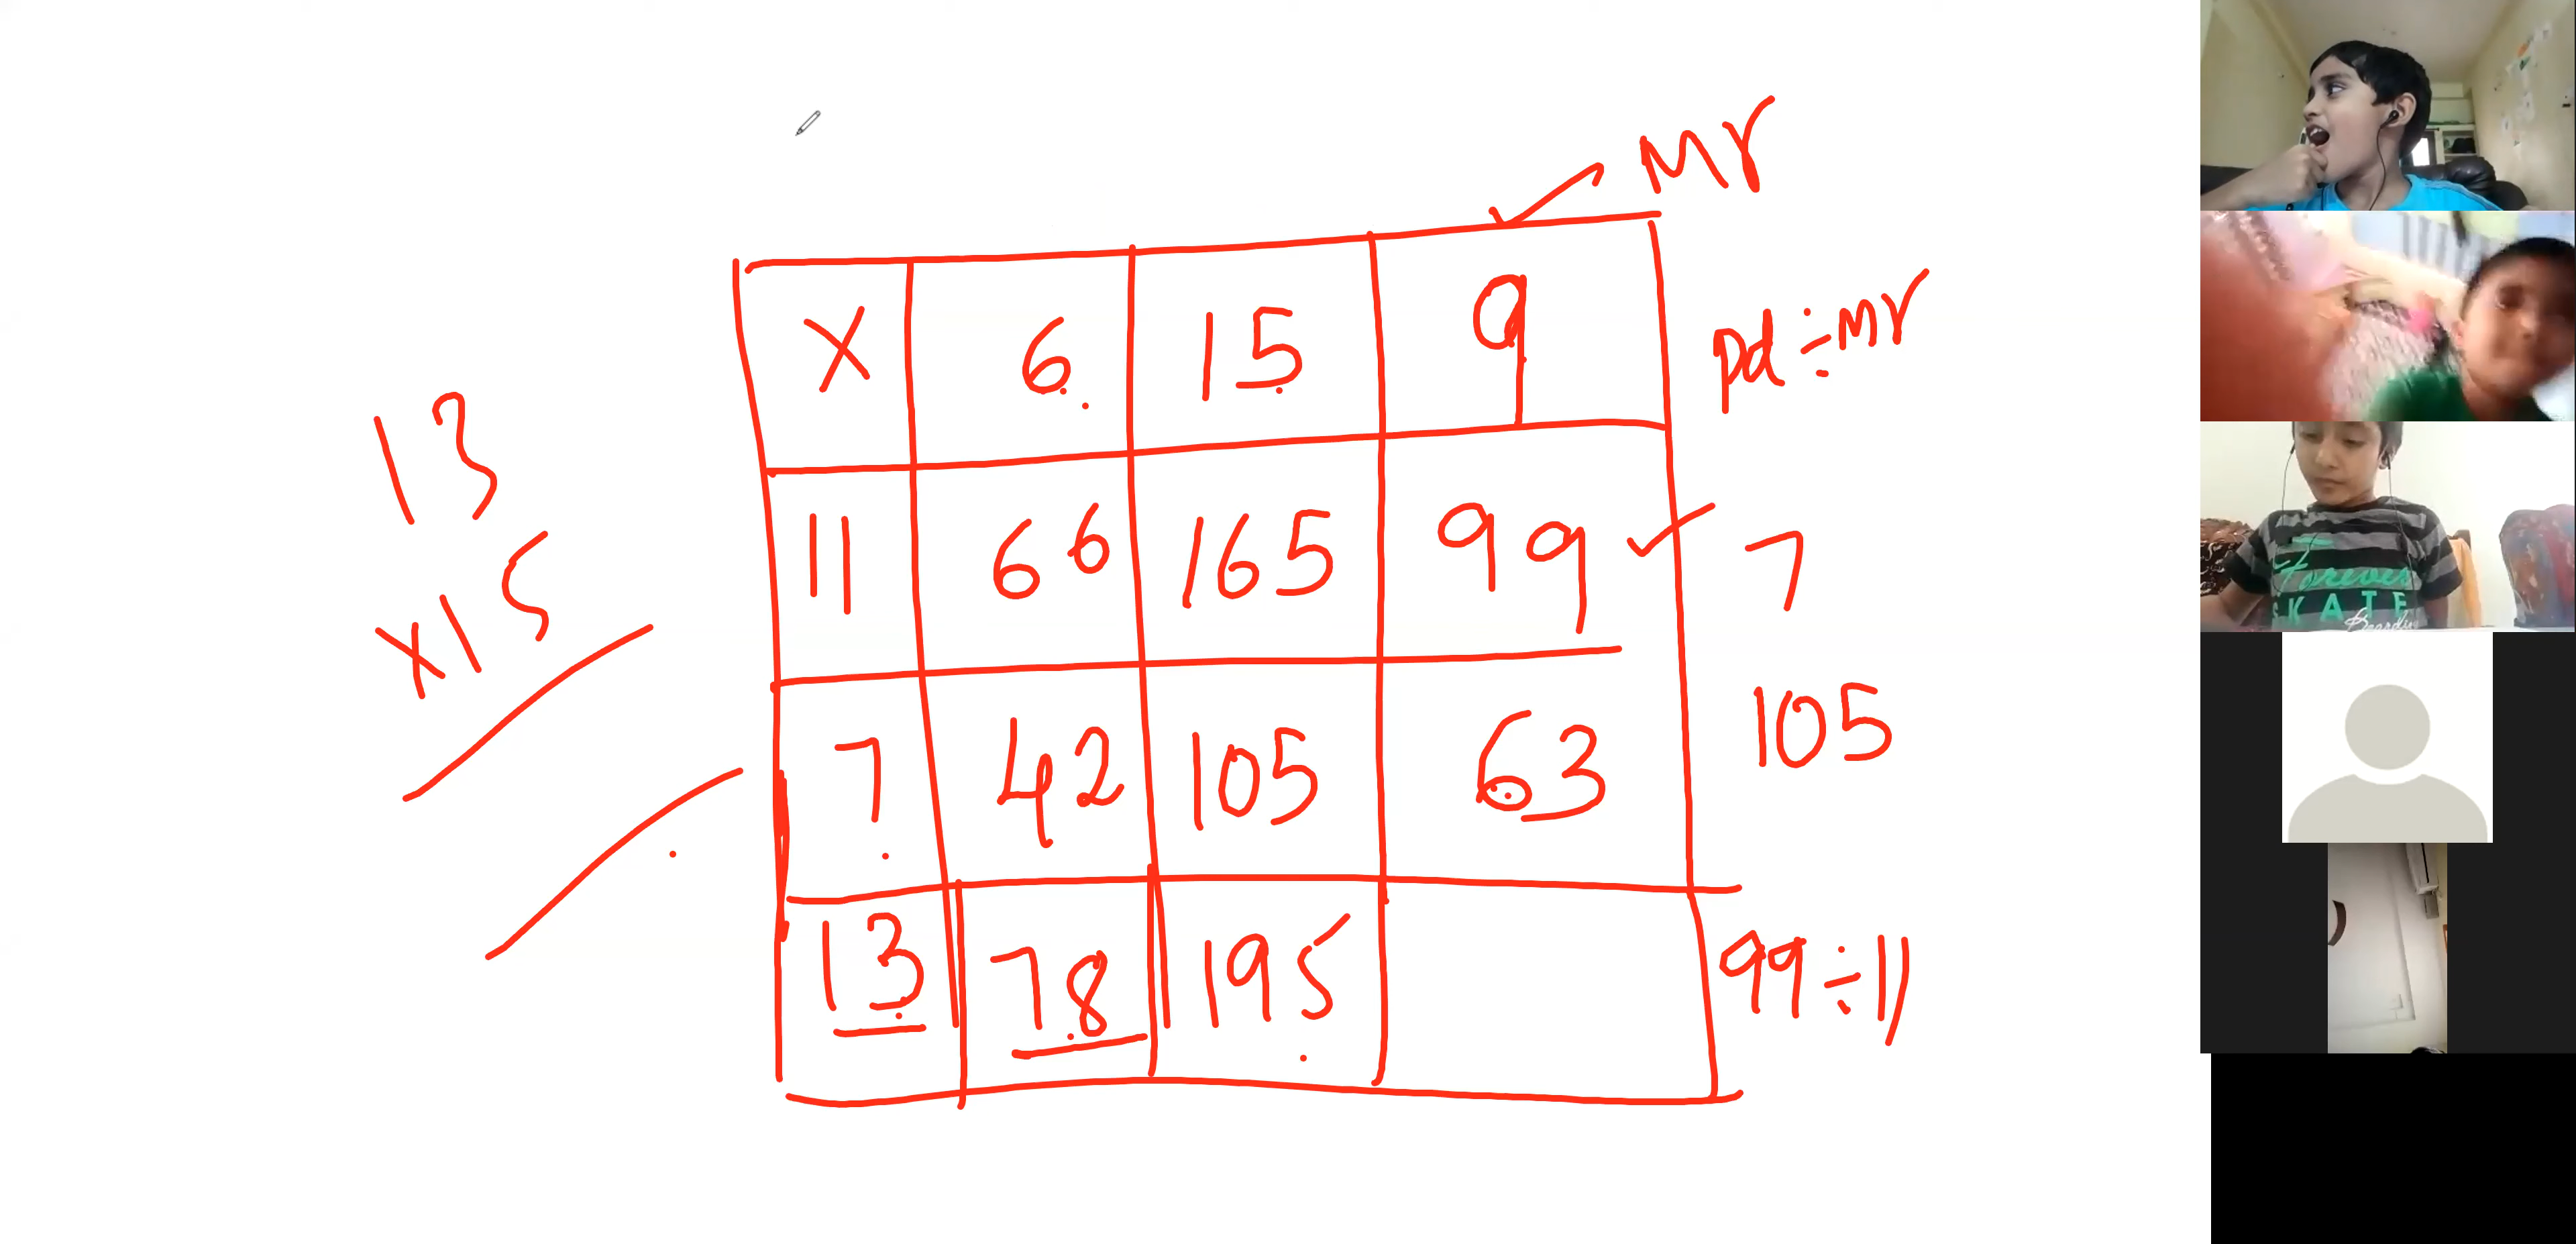 Mr
X 6 15 9
pd ÷ Mr
13
x15
11 66 165 99
7
7 42 105 63
105
13 78 195
99 ÷ 11
Forever
SKATE
Boardin